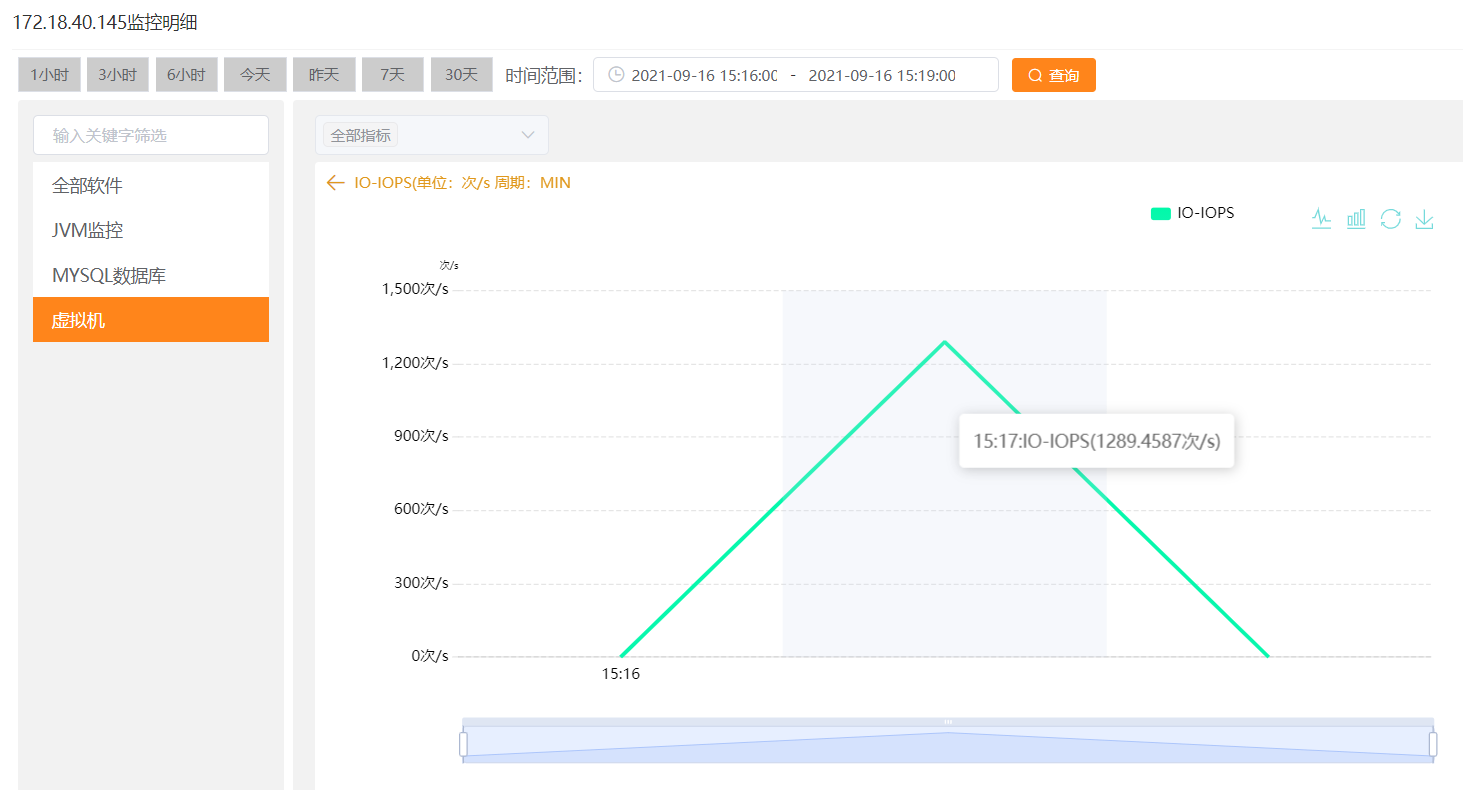 172.18.40.145监控明细
1小时 3小时 6小时 今天 昨天 7天 30天 时间范围： 2021-09-16 15:16:00 - 2021-09-16 15:19:00 查询
输入关键字筛选
全部软件
JVM监控
MYSQL数据库
虚拟机
全部指标
IO-IOPS(单位：次/s 周期：MIN
IO-IOPS
次/s
1,500次/s
1,200次/s
900次/s
15:17:IO-IOPS(1289.4587次/s)
600次/s
300次/s
0次/s
15:16